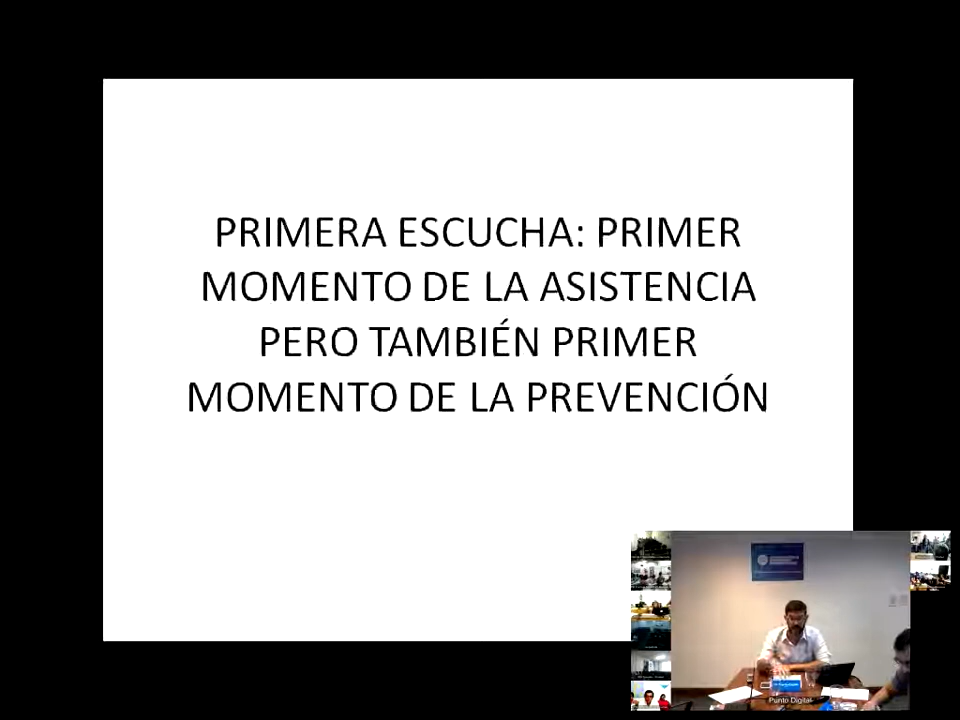 PRIMERA ESCUCHA: PRIMER
MOMENTO DE LA ASISTENCIA
PERO TAMBIÉN PRIMER
MOMENTO DE LA PREVENCIÓN
Punto Digital